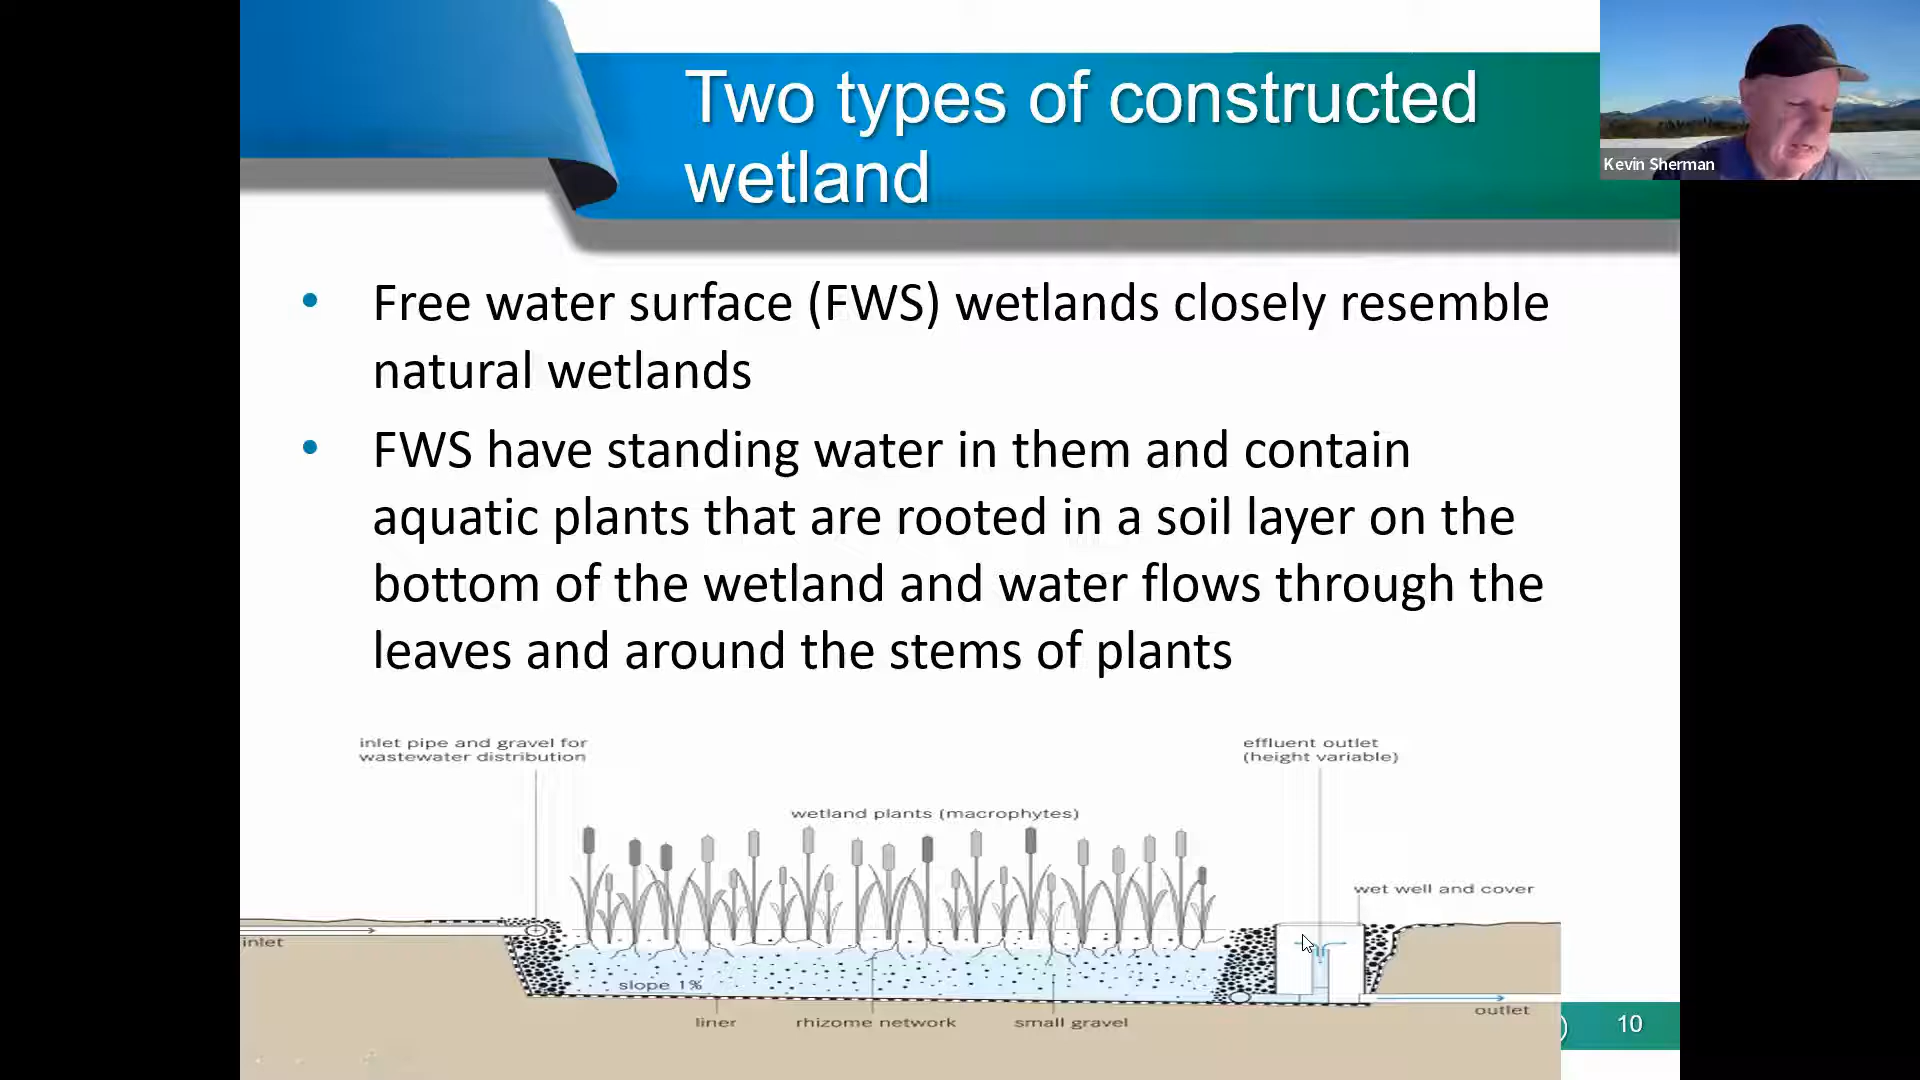 Two types of constructed
wetland
Kevin Sherman
• Free water surface (FWS) wetlands closely resemble
natural wetlands
• FWS have standing water in them and contain
aquatic plants that are rooted in a soil layer on the
bottom of the wetland and water flows through the
leaves and around the stems of plants
inlet pipe and gravel for
wastewater distribution
effluent outlet
(height variable)
wetland plants (macrophytes)
wet well and cover
inlet
slope 1%
outlet
liner
rhizome network
small gravel
10